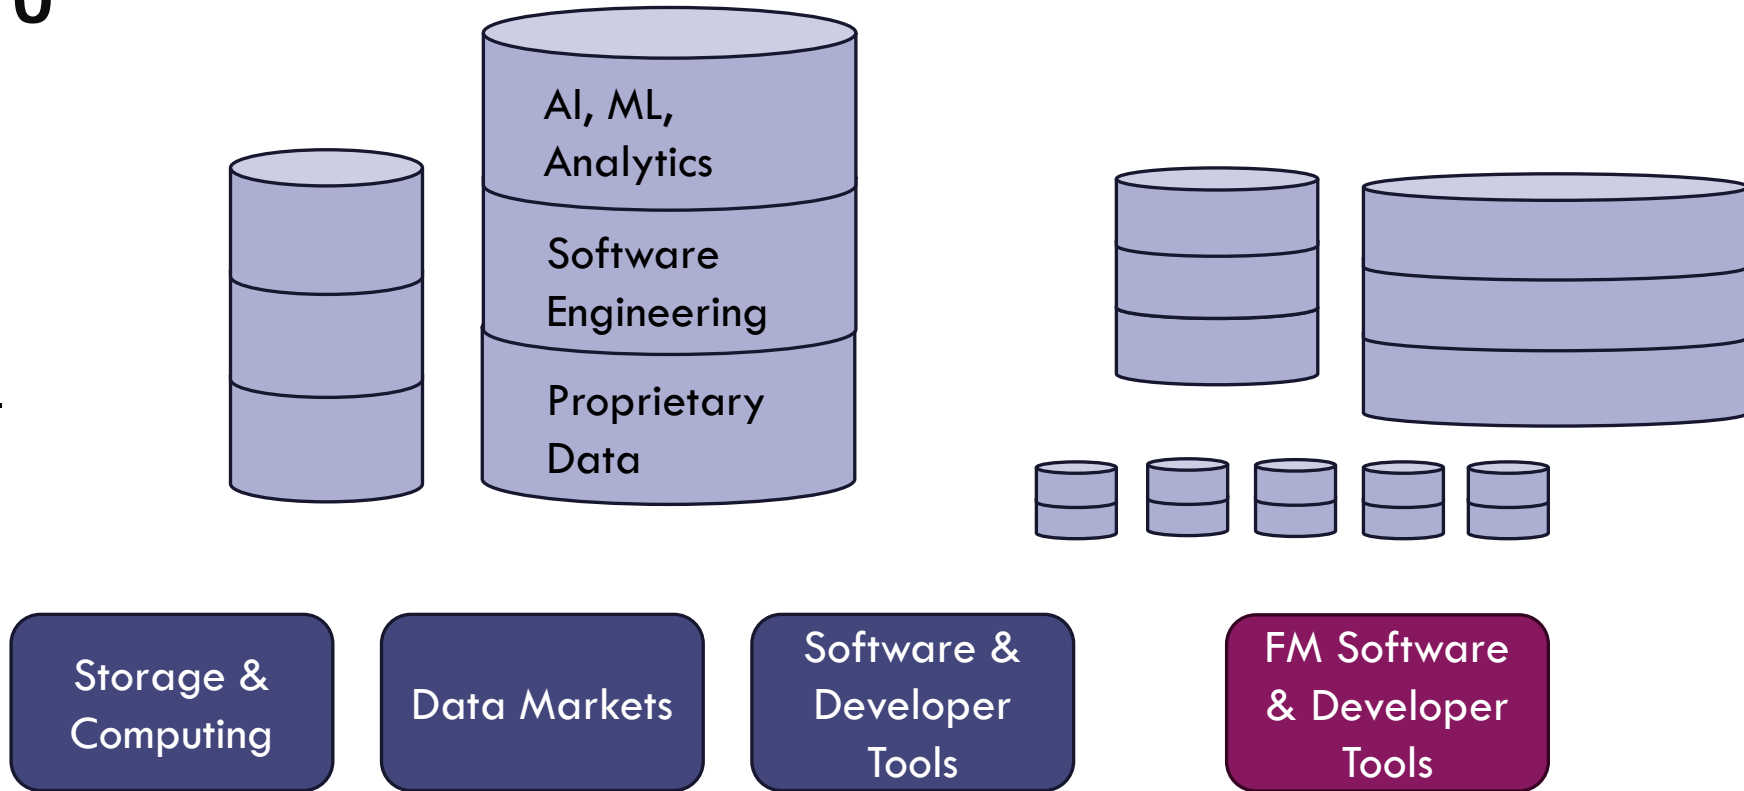 AI, ML,
Analytics
Software
Engineering
Proprietary
Data
Storage &
Computing
Data Markets
Software &
Developer
Tools
FM Software
& Developer
Tools